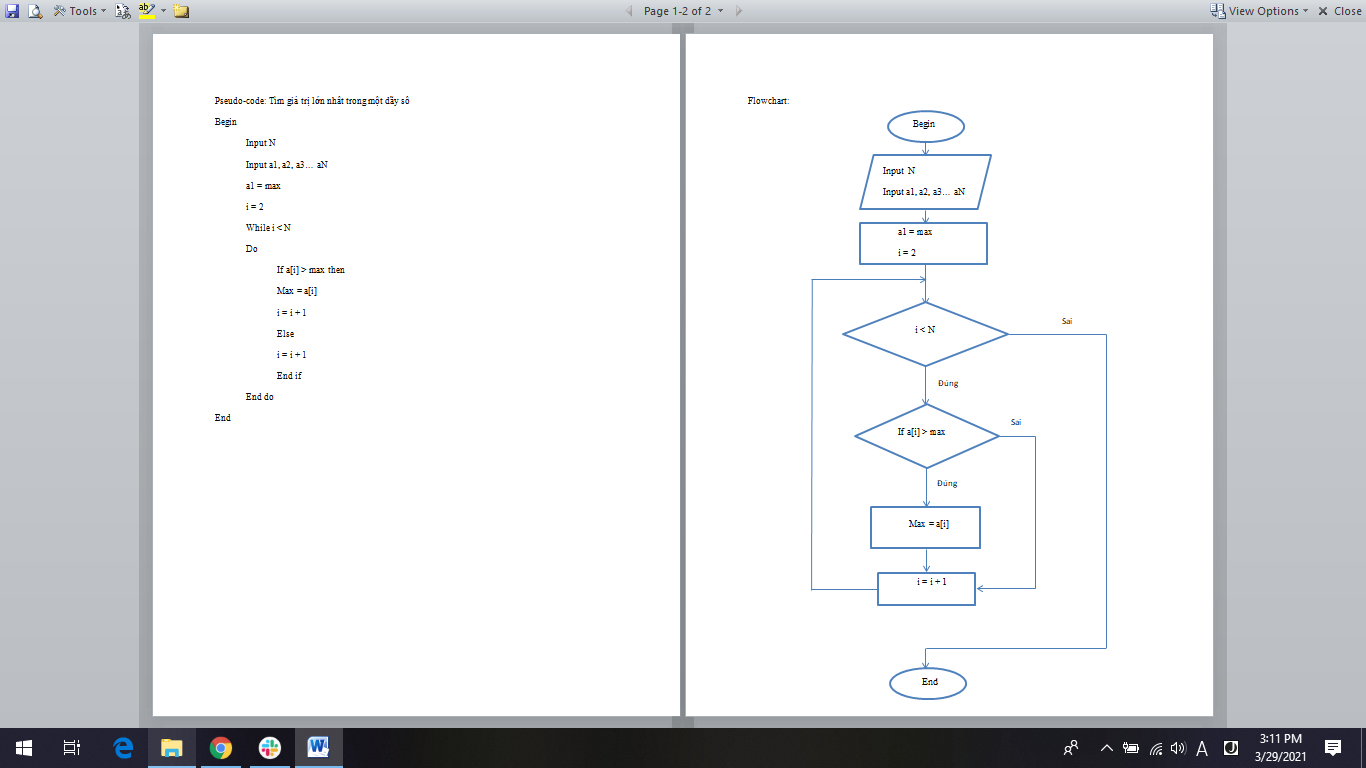 Tools
Page 1-2 of 2
View Options
Close
Pseudo-code: Tìm giá trị lớn nhất trong một dãy số
Begin
Input N
Input a1, a2, a3… aN
a1 = max
i = 2
While i < N
Do
If a[i] > max then
Max = a[i]
i = i + 1
Else
i = i + 1
End if
End do
End
Flowchart:
Begin
Input N
Input a1, a2, a3… aN
a1 = max
i = 2
i < N
Sai
Đúng
If a[i] > max
Sai
Đúng
Max = a[i]
i = i + 1
End
3:11 PM
3/29/2021